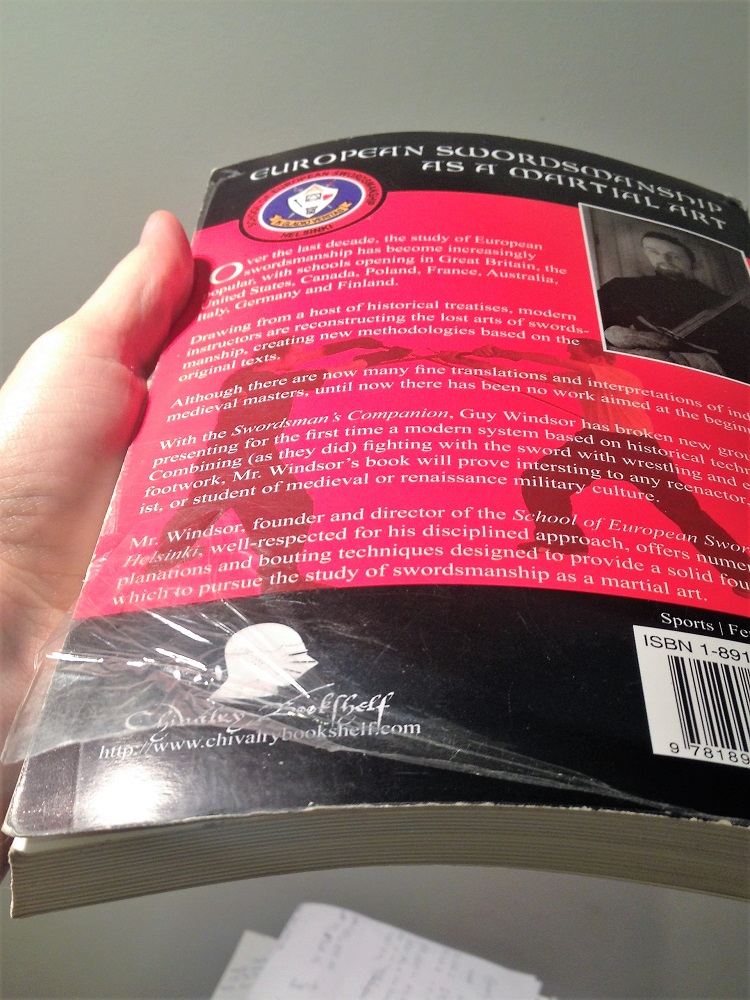 EUROPEAN SWORDSMANSHIP
AS A MARTIAL ART
HELSINKI
Over the last decade, the study of European
swordsmanship has become increasingly
popular, with schools opening in Great Britain, the
United States, Canada, Poland, France, Australia,
Italy, Germany and Finland.
Drawing from a host of historical treatises, modern
instructors are reconstructing the lost arts of swords-
manship, creating new methodologies based on the
original texts.
Although there are now many fine translations and interpretations of ind
medieval masters, until now there has been no work aimed at the beginn
With the Swordsman's Companion, Guy Windsor has broken new grou
presenting for the first time a modern system based on historical techn
Combining (as they did) fighting with the sword with wrestling and e
footwork, Mr. Windsor's book will prove intersting to any reenactor,
ist, or student of medieval or renaissance military culture.
Mr. Windsor, founder and director of the School of European Swor
Helsinki, well-respected for his disciplined approach, offers numer
planations and bouting techniques designed to provide a solid fou
which to pursue the study of swordsmanship as a martial art.
Sports | Fe
ISBN 1-891
9 78189
Chivalry Bookshelf
http://www.chivalrybookshelf.com